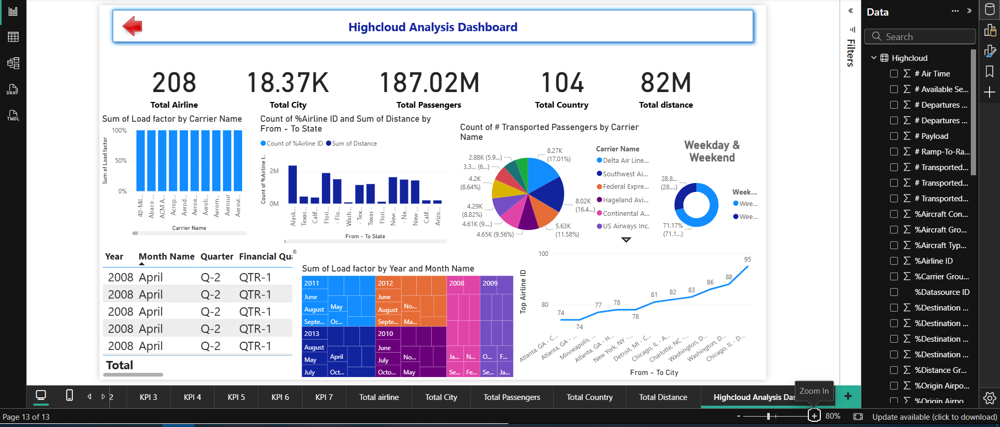 Highcloud Analysis Dashboard
208
Total Airline
18.37K
Total City
187.02M
Total Passengers
104
Total Country
82M
Total distance
Sum of Load factor by Carrier Name
Sum of Load factor
100%
50%
0%
40-Mil...
Abaco ...
ACM A...
Acrop...
Aerod...
Aeroe...
Aeroli...
Aerom...
Aerosur
Aerovi...
Carrier Name
Count of %Airline ID and Sum of Distance by
From - To State
Count of %Airline ID
Sum of Distance
Count of %Airline I...
2M
0M
Alask...
Texas...
Calif...
Flori...
- Flo...
Wash...
- Tex...
Texas -
Flori...
New ...
- Ne...
New ...
Calif...
Arizo...
From - To State
Count of # Transported Passengers by Carrier
Name
8.27K
(17.01%)
8.02K
(16.4...)
5.63K
(11.58%)
4.65K (9.56%)
4.61K (9....)
4.29K
(8.82%)
4.2K
(8.64%)
3.3... (6...)
2.88K (5.9...)
Carrier Name
Delta Air Line...
Southwest Ai...
Federal Expre...
Hageland Avi...
Continental A...
US Airways Inc.
Weekday &
Weekend
28.8...
(28....)
71.17%
(71.1...)
Week...
Wee...
Wee...
Year Month Name Quarter Financial Qua
2008 April Q-2 QTR-1
2008 April Q-2 QTR-1
2008 April Q-2 QTR-1
2008 April Q-2 QTR-1
2008 April Q-2 QTR-1
Total
Sum of Load factor by Year and Month Name
2011
June
August
Septe...
May
Oc...
2012
June
August
Septe...
No...
Ma...
2013
August
May
July
April
Oct...
2010
June
July
Octo...
No...
May
2008
Ja...
N...
Se...
Fe...
2009
O...
F...
Se...
Ja...
Top Airline ID
100
80
74
74
77
78
78
81
82
83
86
88
95
Atlanta, GA - C...
Atlanta, GA - ...
Minneapolis, ...
Atlanta, GA - H...
New York, NY -...
Detroit, MI - C...
Chicago, IL - A...
Charlotte, NC -...
Washington, D...
Washington, D...
Chicago, IL - D...
From - To City
Filters
Data
Search
Highcloud
# Air Time
# Available Se...
# Departures ...
# Departures ...
# Payload
# Ramp-To-Ra...
# Transported...
# Transported...
# Transported...
%Aircraft Con...
%Aircraft Gro...
%Aircraft Typ...
%Airline ID
%Carrier Grou...
%Datasource ID
%Destination ...
%Destination ...
%Destination ...
%Destination ...
%Distance Gr...
%Origin Airpo...
%Origin Airpo
DAX
TMDL
2
KPI 3
KPI 4
KPI 5
KPI 6
KPI 7
Total airline
Total City
Total Passengers
Total Country
Total Distance
Highcloud Analysis Das
Zoom In
Page 13 of 13
80%
Update available (click to download)